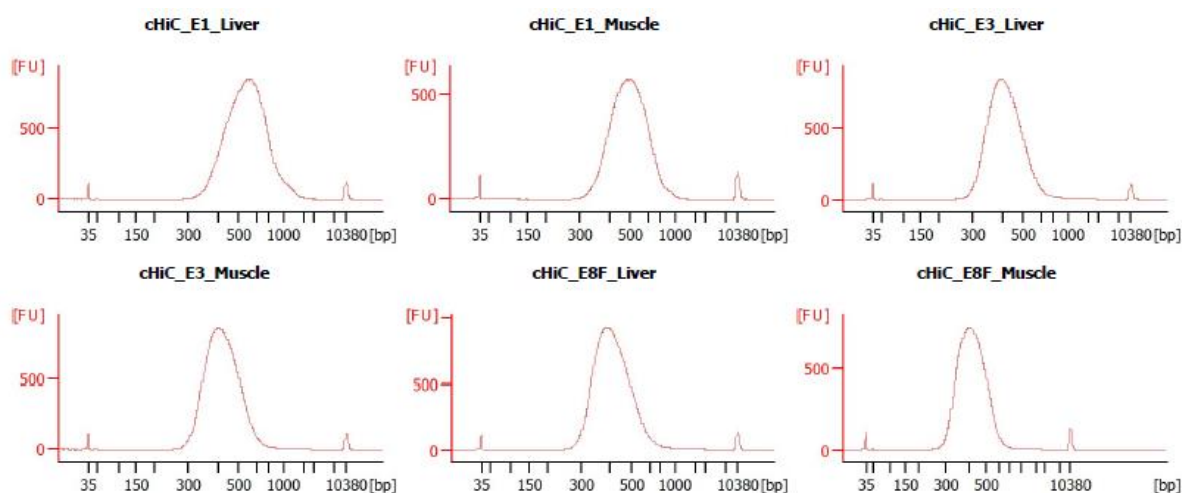 cHiC_E1_Liver cHiC_E1_Muscle cHiC_E3_Liver
[FU] [FU] [FU]
500 500 500
0 0 0
35 150 300 500 1000 10380[bp] 35 150 300 500 1000 10380[bp] 35 150 300 500 1000 10380[bp]
cHiC_E3_Muscle cHiC_E8F_Liver cHiC_E8F_Muscle
[FU] [FU] [FU]
500 500 500
0 0 0
35 150 300 500 1000 10380[bp] 35 150 300 500 1000 10380[bp] 35 150 300 500 10380 [bp]